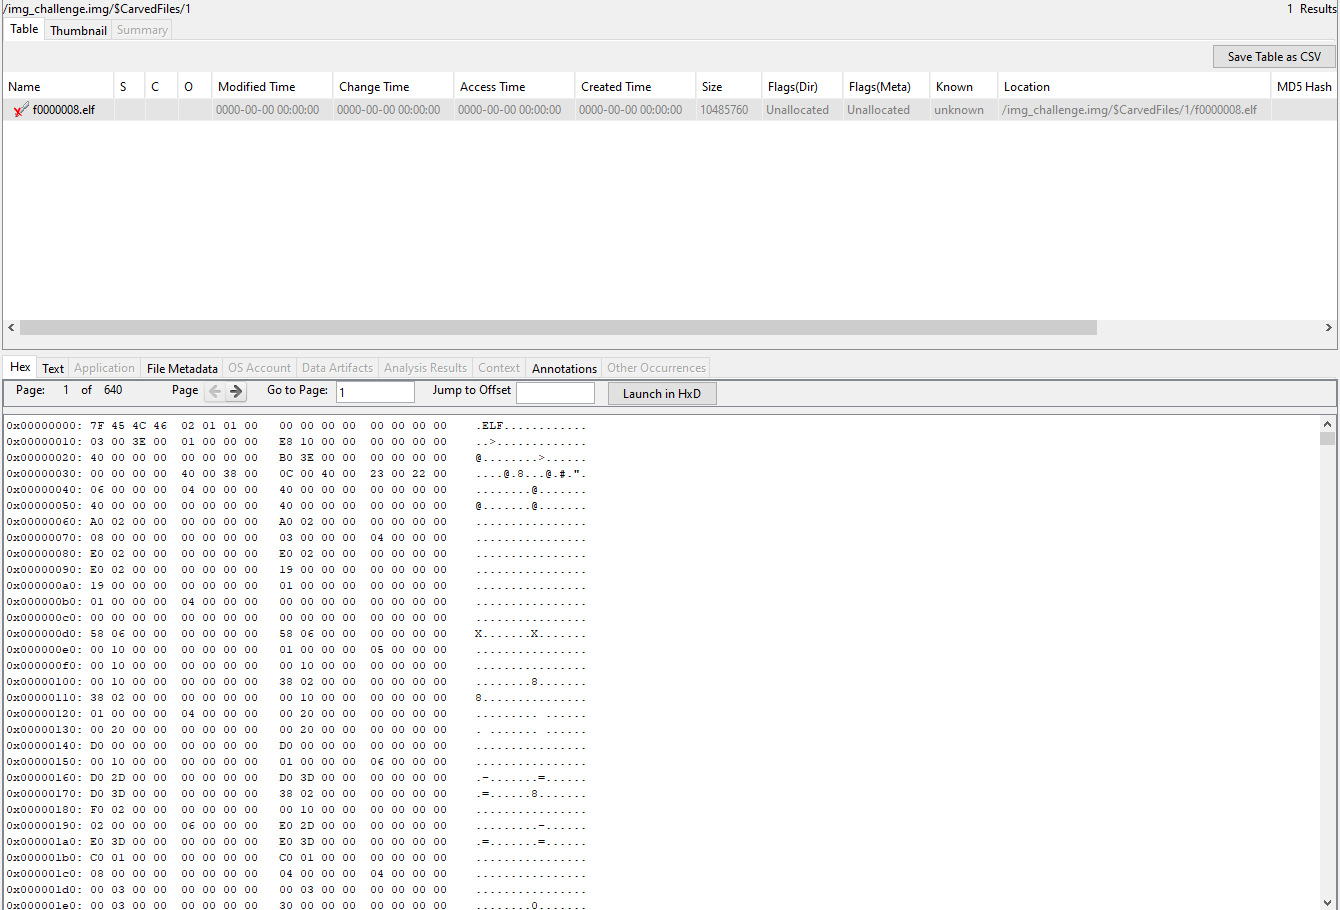 /img_challenge.img/$CarvedFiles/1 1 Results
Table Thumbnail Summary
Save Table as CSV
Name S C O Modified Time Change Time Access Time Created Time Size Flags(Dir) Flags(Meta) Known Location MD5 Hash
f0000008.elf 0000-00-00 00:00:00 0000-00-00 00:00:00 0000-00-00 00:00:00 0000-00-00 00:00:00 10485760 Unallocated Unallocated unknown /img_challenge.img/$CarvedFiles/1/f0000008.elf
Hex Text Application File Metadata OS Account Data Artifacts Analysis Results Context Annotations Other Occurrences
Page: 1 of 640 Page Go to Page: 1 Jump to Offset Launch in HxD
0x00000000: 7F 45 4C 46 02 01 01 00 00 00 00 00 00 00 00 00 .ELF............
0x00000010: 03 00 3E 00 01 00 00 00 E8 10 00 00 00 00 00 00 ..>.............
0x00000020: 40 00 00 00 00 00 00 00 B0 3E 00 00 00 00 00 00 @........>......
0x00000030: 00 00 00 00 40 00 38 00 0C 00 40 00 23 00 22 00 ....@.8...@.#.".
0x00000040: 06 00 00 00 04 00 00 00 40 00 00 00 00 00 00 00 ........@.......
0x00000050: 40 00 00 00 00 00 00 00 40 00 00 00 00 00 00 00 @.......@.......
0x00000060: A0 02 00 00 00 00 00 00 A0 02 00 00 00 00 00 00 ................
0x00000070: 08 00 00 00 00 00 00 00 03 00 00 00 04 00 00 00 ................
0x00000080: E0 02 00 00 00 00 00 00 E0 02 00 00 00 00 00 00 ................
0x00000090: E0 02 00 00 00 00 00 00 19 00 00 00 00 00 00 00 ................
0x000000a0: 19 00 00 00 00 00 00 00 01 00 00 00 00 00 00 00 ................
0x000000b0: 01 00 00 00 04 00 00 00 00 00 00 00 00 00 00 00 ................
0x000000c0: 00 00 00 00 00 00 00 00 00 00 00 00 00 00 00 00 ................
0x000000d0: 58 06 00 00 00 00 00 00 58 06 00 00 00 00 00 00 X.......X.......
0x000000e0: 00 10 00 00 00 00 00 00 01 00 00 00 05 00 00 00 ................
0x000000f0: 00 10 00 00 00 00 00 00 00 10 00 00 00 00 00 00 ................
0x00000100: 00 10 00 00 00 00 00 00 38 02 00 00 00 00 00 00 ........8.......
0x00000110: 38 02 00 00 00 00 00 00 00 10 00 00 00 00 00 00 8...............
0x00000120: 01 00 00 00 04 00 00 00 00 20 00 00 00 00 00 00 ......... ......
0x00000130: 00 20 00 00 00 00 00 00 00 20 00 00 00 00 00 00 . ....... ......
0x00000140: D0 00 00 00 00 00 00 00 D0 00 00 00 00 00 00 00 ................
0x00000150: 00 10 00 00 00 00 00 00 01 00 00 00 06 00 00 00 ................
0x00000160: D0 2D 00 00 00 00 00 00 D0 3D 00 00 00 00 00 00 .-.......=......
0x00000170: D0 3D 00 00 00 00 00 00 38 02 00 00 00 00 00 00 .=......8.......
0x00000180: F0 02 00 00 00 00 00 00 00 10 00 00 00 00 00 00 ................
0x00000190: 02 00 00 00 06 00 00 00 E0 2D 00 00 00 00 00 00 .........-......
0x000001a0: E0 3D 00 00 00 00 00 00 E0 3D 00 00 00 00 00 00 .=.......=......
0x000001b0: C0 01 00 00 00 00 00 00 C0 01 00 00 00 00 00 00 ................
0x000001c0: 08 00 00 00 00 00 00 00 04 00 00 00 04 00 00 00 ................
0x000001d0: 00 03 00 00 00 00 00 00 00 03 00 00 00 00 00 00 ................
0x000001e0: 00 03 00 00 00 00 00 00 30 00 00 00 00 00 00 00 ........0.......